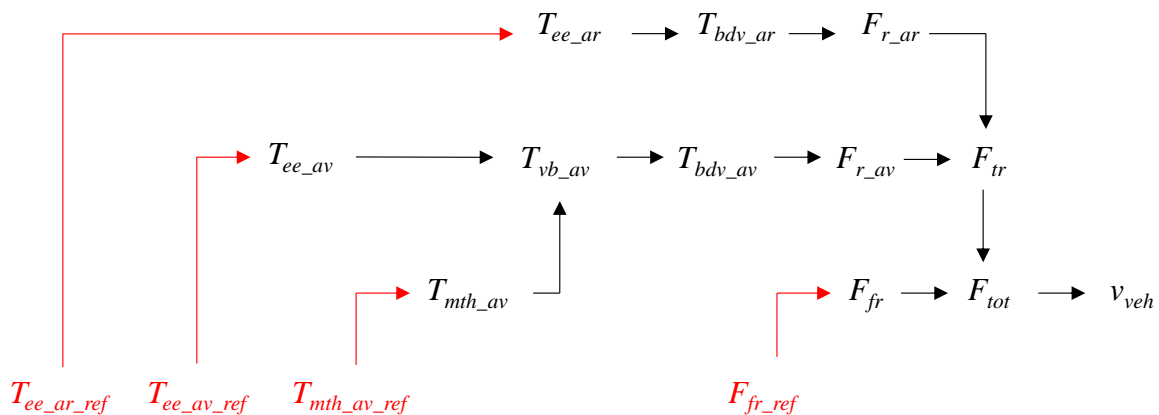 T_ee_ar T_bdv_ar F_r_ar
T_ee_av T_vb_av T_bdv_av F_r_av F_tr
T_mth_av F_fr F_tot v_veh
T_ee_ar_ref T_ee_av_ref T_mth_av_ref F_fr_ref